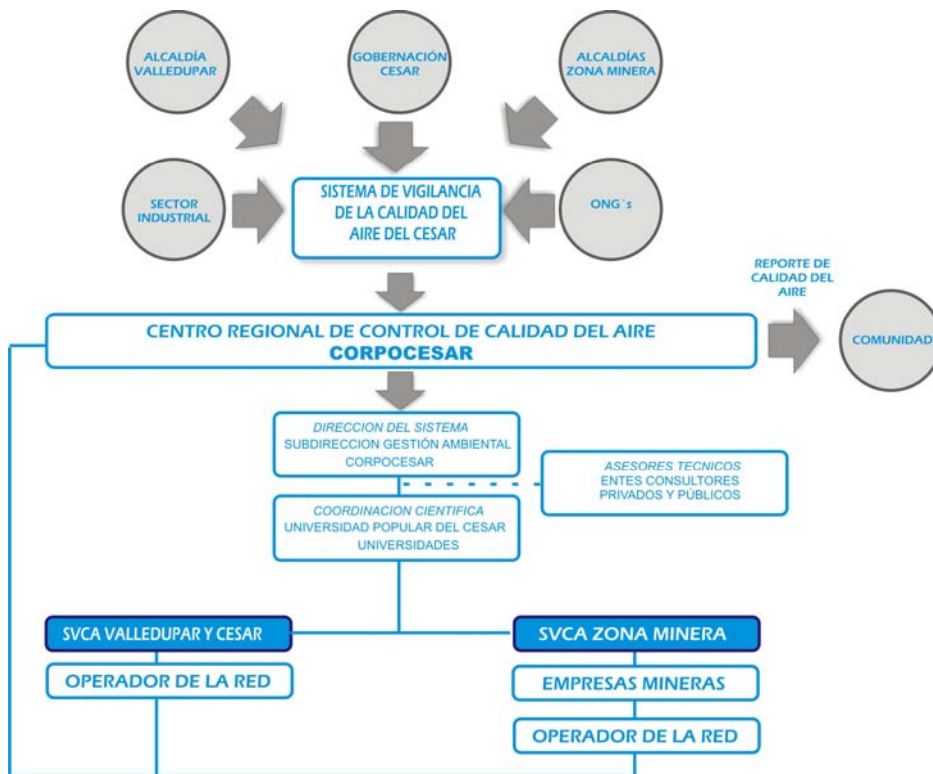 ALCALDÍA
VALLEDUPAR
GOBERNACIÓN
CESAR
ALCALDÍAS
ZONA MINERA
SECTOR
INDUSTRIAL
SISTEMA DE VIGILANCIA
DE LA CALIDAD DEL
AIRE DEL CESAR
ONG´s
REPORTE DE
CALIDAD DEL
AIRE
CENTRO REGIONAL DE CONTROL DE CALIDAD DEL AIRE
CORPOCESAR
COMUNIDAD
DIRECCION DEL SISTEMA
SUBDIRECCION GESTIÓN AMBIENTAL
CORPOCESAR
ASESORES TECNICOS
ENTES CONSULTORES
PRIVADOS Y PÚBLICOS
COORDINACION CIENTIFICA
UNIVERSIDAD POPULAR DEL CESAR
UNIVERSIDADES
SVCA VALLEDUPAR Y CESAR
SVCA ZONA MINERA
OPERADOR DE LA RED
EMPRESAS MINERAS
OPERADOR DE LA RED